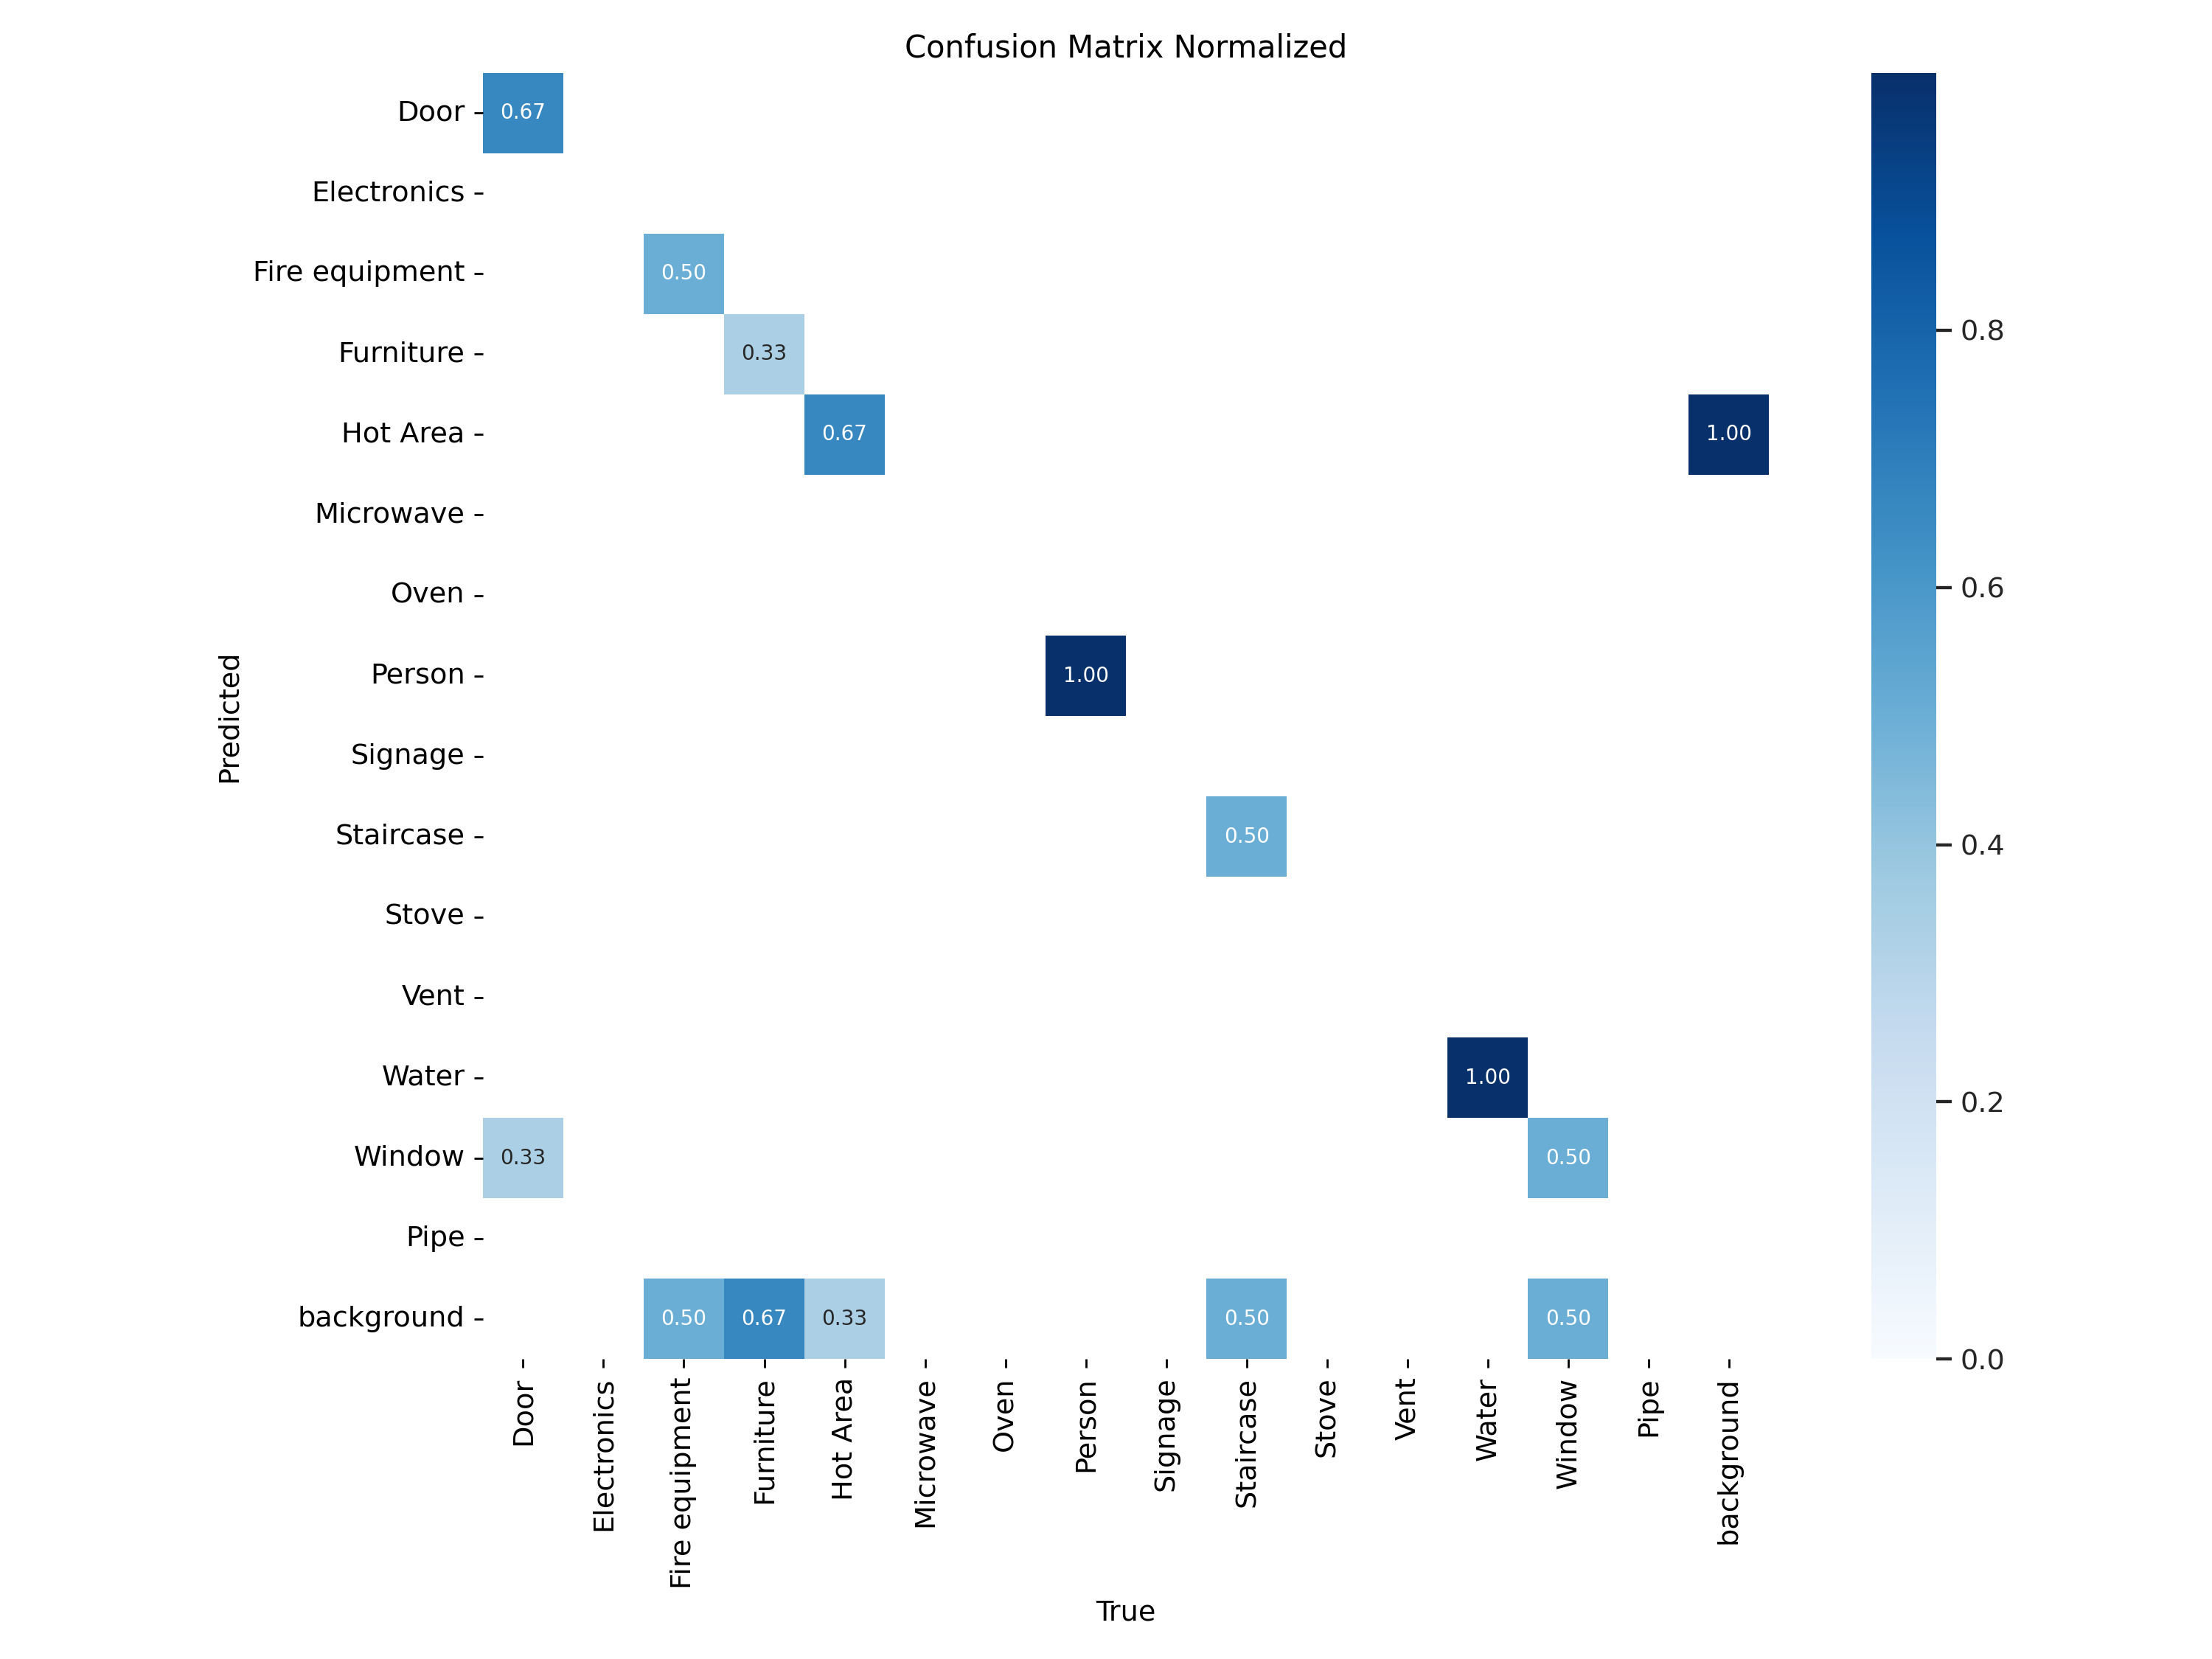 Confusion Matrix Normalized
Door
0.67
Electronics
Fire equipment
0.50
Furniture
0.33
Hot Area
0.67
1.00
Microwave
Oven
Person
1.00
Signage
Staircase
0.50
Stove
Vent
Water
1.00
Window
0.33
0.50
Pipe
background
0.50
0.67
0.33
0.50
0.50
Predicted
Door
Electronics
Fire equipment
Furniture
Hot Area
Microwave
Oven
Person
Signage
Staircase
Stove
Vent
Water
Window
Pipe
background
True
0.8
0.6
0.4
0.2
0.0